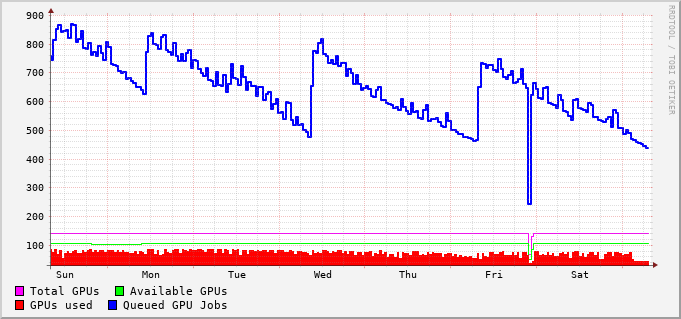 900
800
700
600
500
400
300
200
100
Sun Mon Tue Wed Thu Fri Sat
Total GPUs Available GPUs
GPUs used Queued GPU Jobs
RRDTOOL / TOBI OETIKER